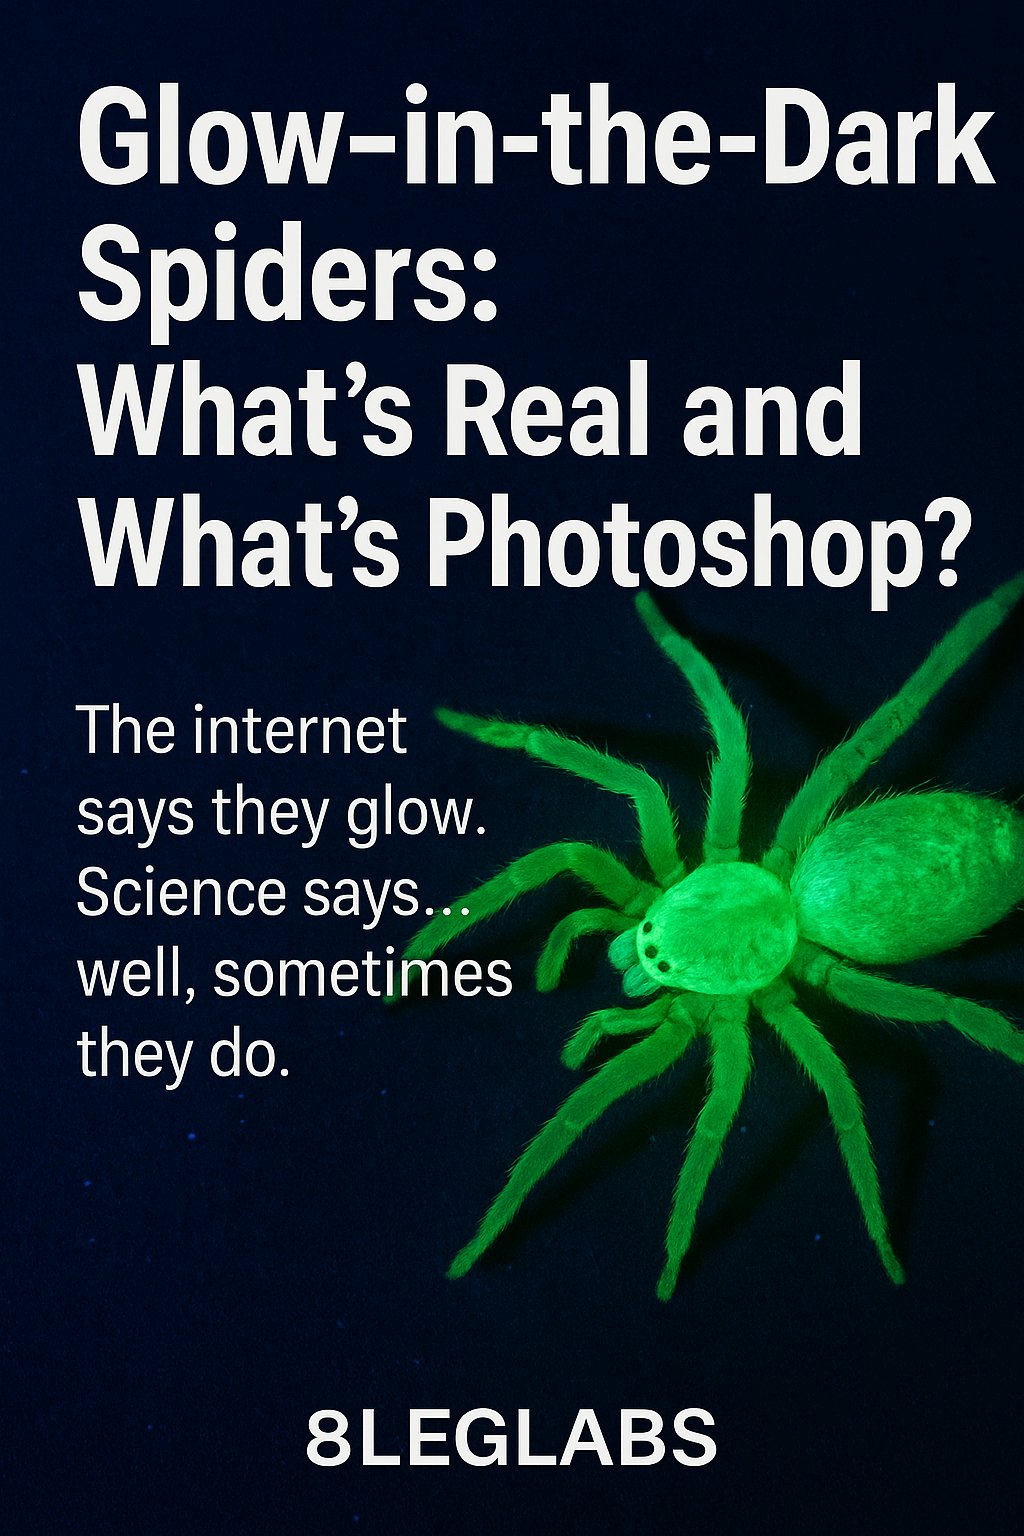 Glow–in-the-Dark
Spiders:
What’s Real and
What’s Photoshop?
The internet
says they glow.
Science says...
well, sometimes
they do.
8LEGLABS